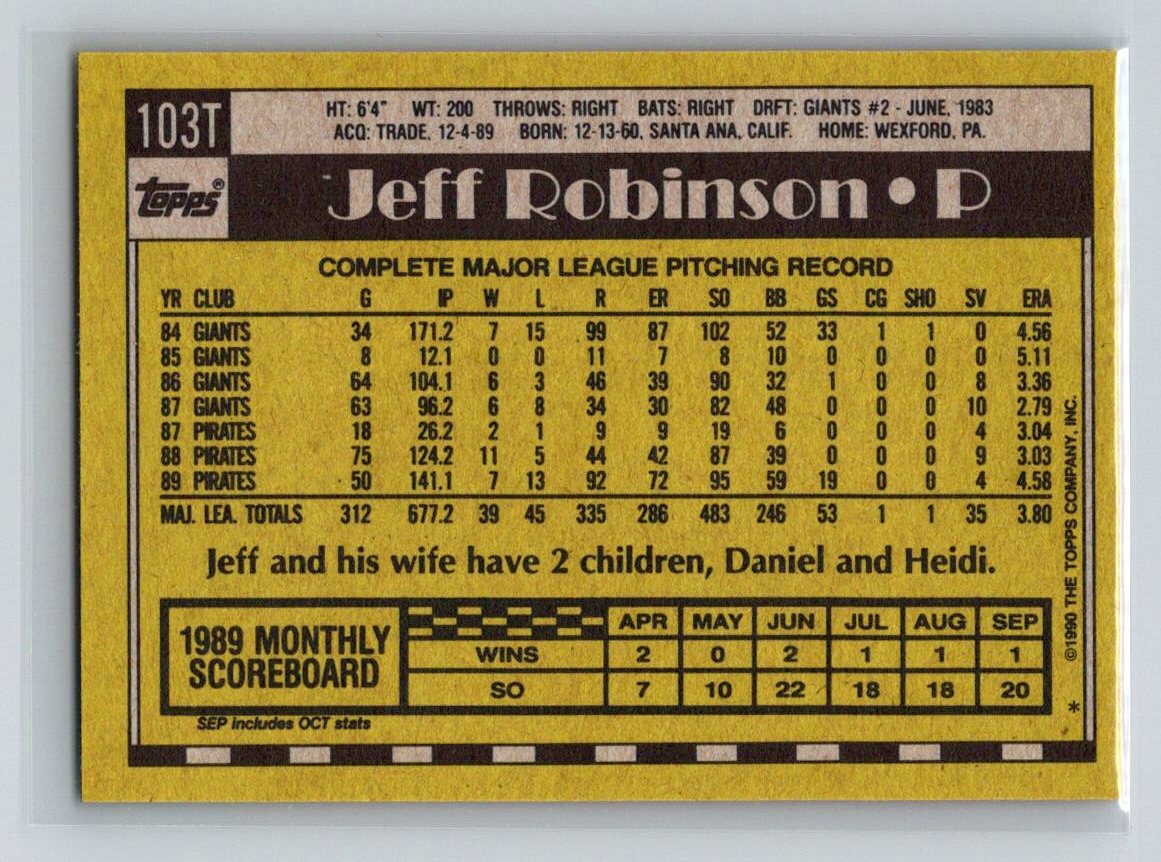 103T
HT: 6'4" WT: 200 THROWS: RIGHT BATS: RIGHT DRFT: GIANTS #2 - JUNE, 1983
ACQ: TRADE, 12-4-89 BORN: 12-13-60, SANTA ANA, CALIF. HOME: WEXFORD, PA.
topps®
Jeff Robinson • P
COMPLETE MAJOR LEAGUE PITCHING RECORD
YR CLUB G IP W L R ER SO BB GS CG SHO SV ERA
84 GIANTS 34 171.2 7 15 99 87 102 52 33 1 1 0 4.56
85 GIANTS 8 12.1 0 0 11 7 8 10 0 0 0 0 5.11
86 GIANTS 64 104.1 6 3 46 39 90 32 1 0 0 8 3.36
87 GIANTS 63 96.2 6 8 34 30 82 48 0 0 0 10 2.79
87 PIRATES 18 26.2 2 1 9 9 19 6 0 0 0 4 3.04
88 PIRATES 75 124.2 11 5 44 42 87 39 0 0 0 9 3.03
89 PIRATES 50 141.1 7 13 92 72 95 59 19 0 0 4 4.58
MAJ. LEA. TOTALS 312 677.2 39 45 335 286 483 246 53 1 1 35 3.80
Jeff and his wife have 2 children, Daniel and Heidi.
1989 MONTHLY
SCOREBOARD
APR MAY JUN JUL AUG SEP
WINS 2 0 2 1 1 1
SO 7 10 22 18 18 20
SEP includes OCT stats
©1990 THE TOPPS COMPANY, INC.
*